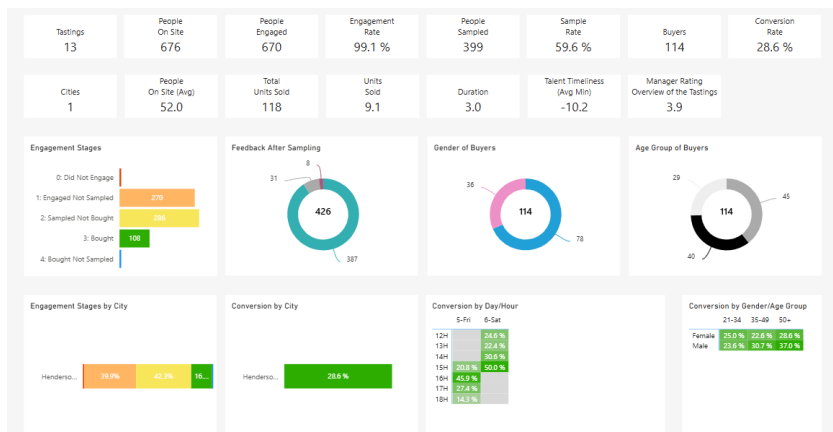 Tastings
13
People
On Site
676
People
Engaged
670
Engagement
Rate
99.1 %
People
Sampled
399
Sample
Rate
59.6 %
Buyers
114
Conversion
Rate
28.6 %
Cities
1
People
On Site (Avg)
52.0
Total
Units Sold
118
Units
Sold
9.1
Duration
3.0
Talent Timeliness
(Avg Min)
-10.2
Manager Rating
Overview of the Tastings
3.9
Engagement Stages
0: Did Not Engage
1: Engaged Not Sampled
270
2: Sampled Not Bought
3: Bought
108
4: Bought Not Sampled
Feedback After Sampling
8
31
426
387
Gender of Buyers
36
114
78
Age Group of Buyers
29
45
114
40
Engagement Stages by City
Henderso...
39.9%
42.3%
16....
Conversion by City
Henderso...
28.6 %
Conversion by Day/Hour
5-Fri 6-Sat
12H 24.6 %
13H 22.4 %
14H 30.6 %
15H 20.8 % 50.0 %
16H 45.9 %
17H 27.4 %
18H 14.3 %
Conversion by Gender/Age Group
21-34 35-49 50+
Female 25.0 % 22.8 % 28.6 %
Male 23.6 % 30.7 % 37.0 %